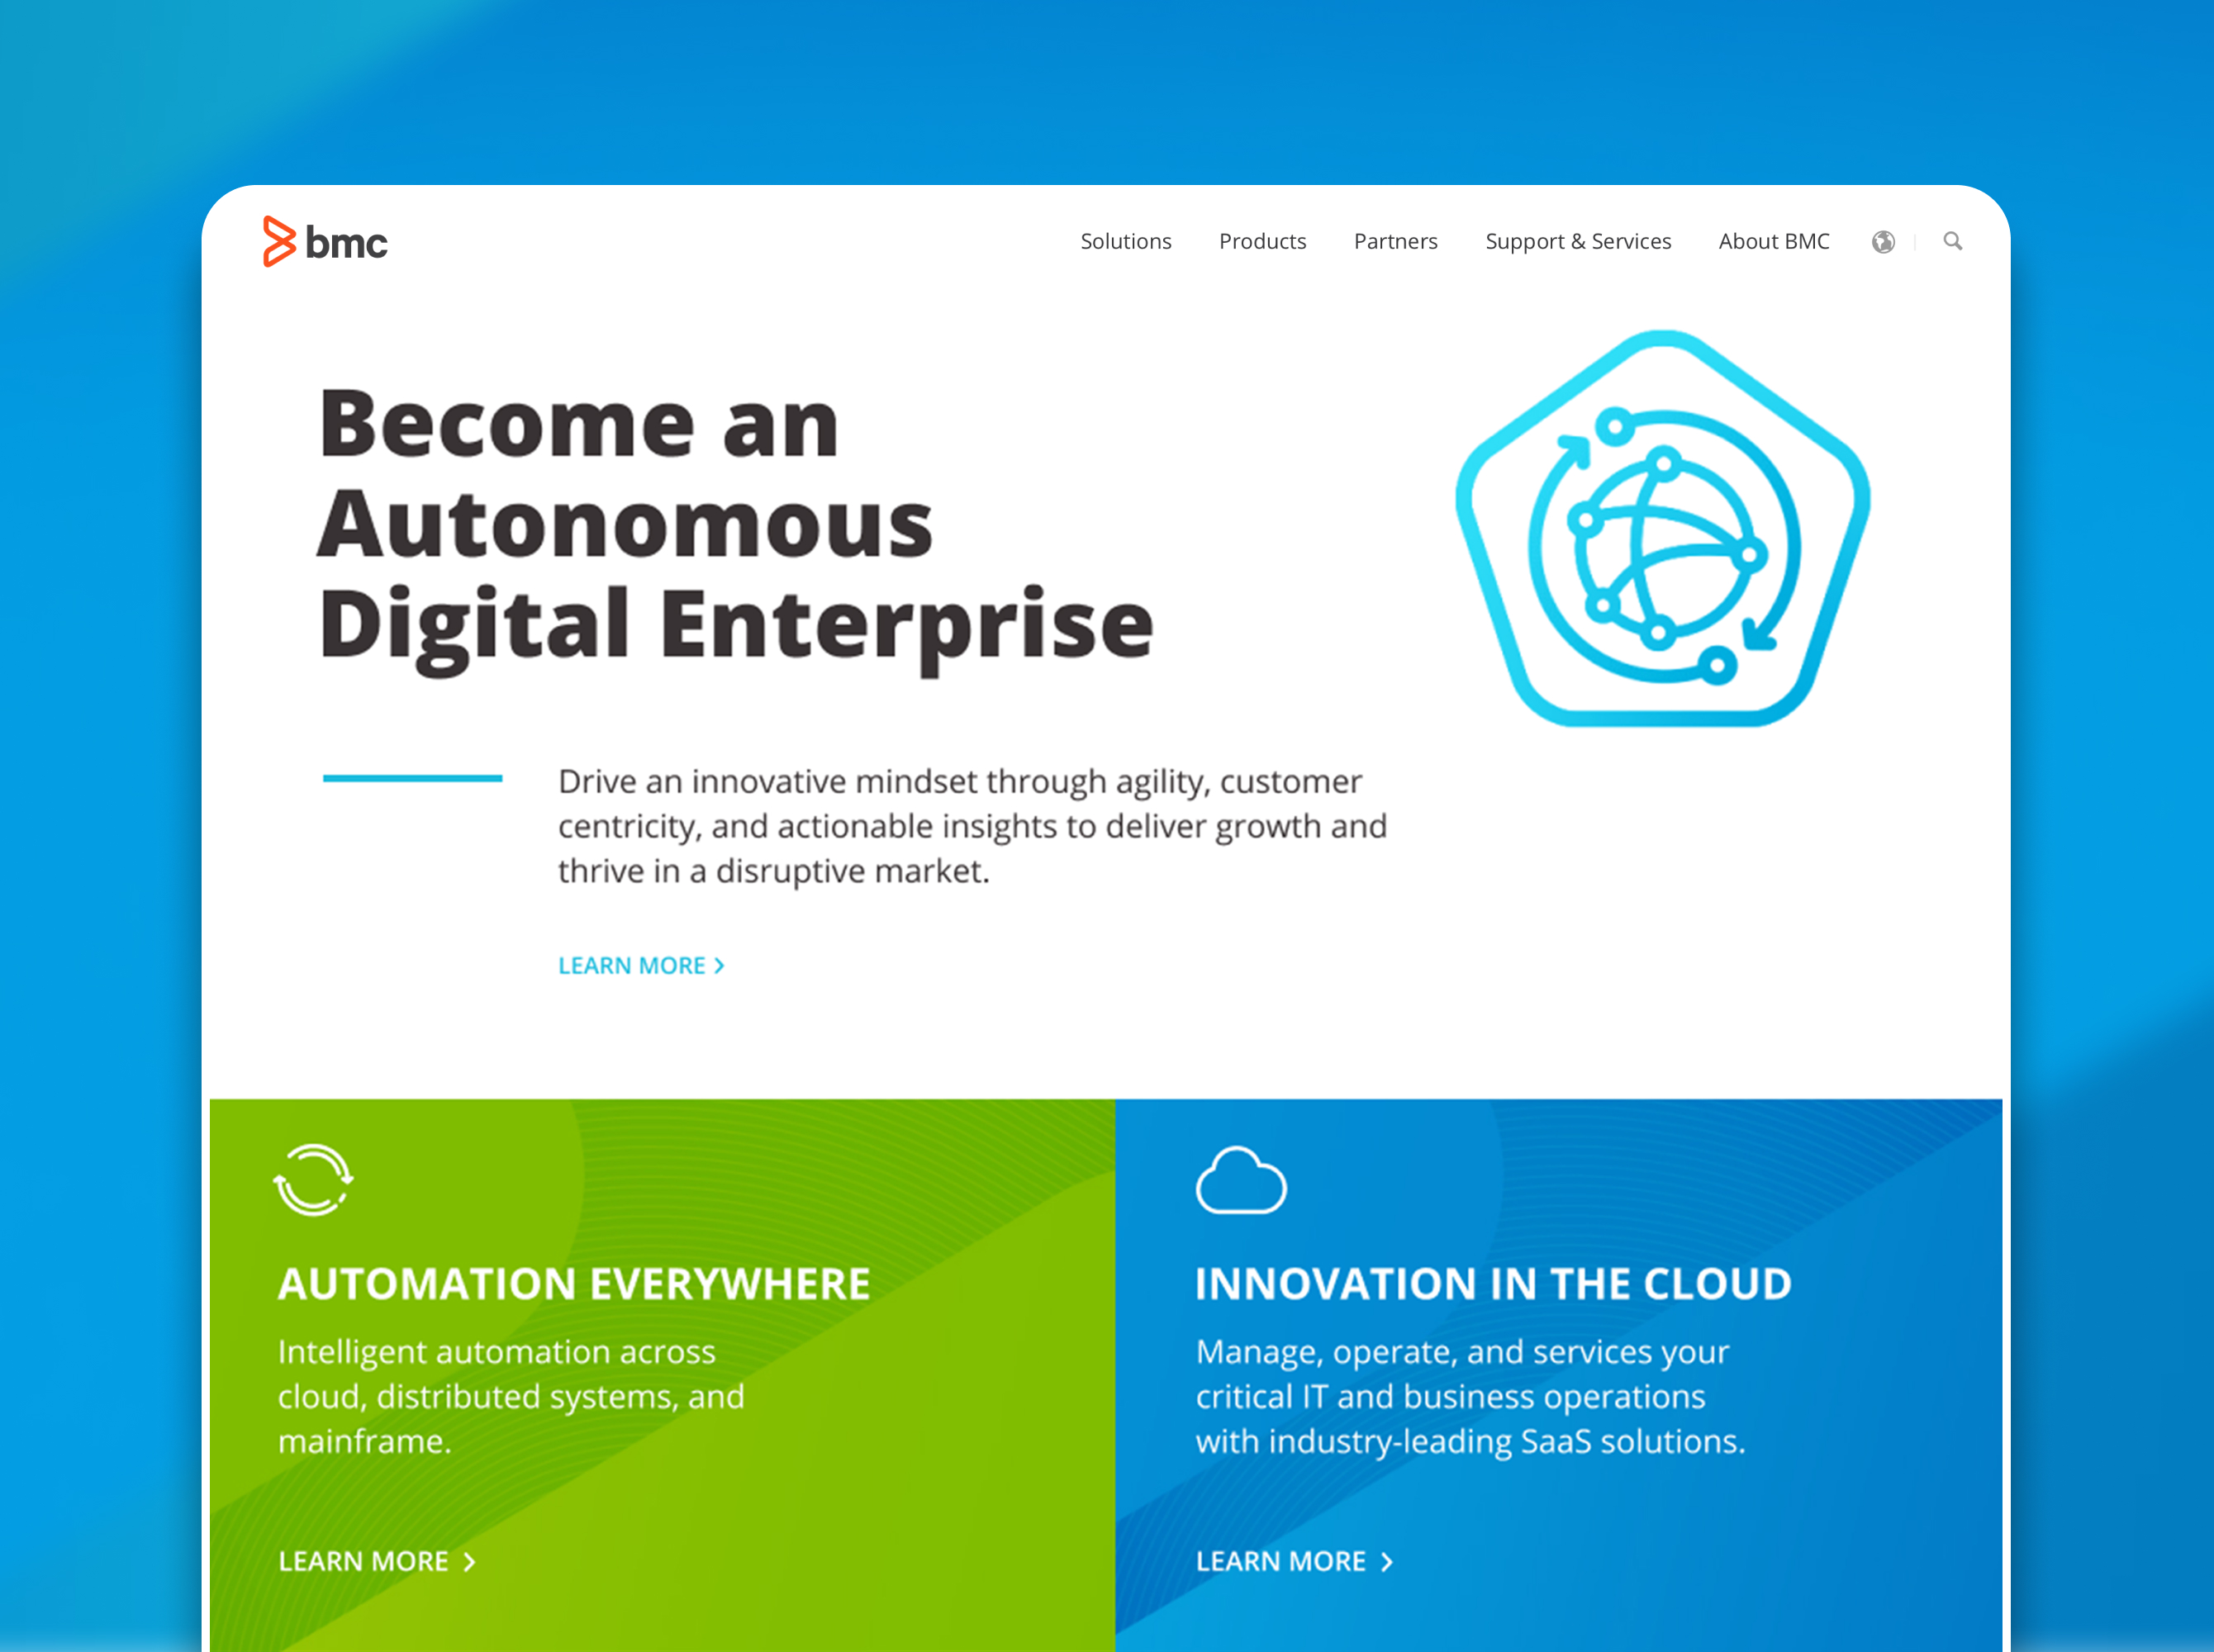 bmc
Solutions Products Partners Support & Services About BMC
Become an
Autonomous
Digital Enterprise
Drive an innovative mindset through agility, customer
centricity, and actionable insights to deliver growth and
thrive in a disruptive market.
LEARN MORE
AUTOMATION EVERYWHERE
Intelligent automation across
cloud, distributed systems, and
mainframe.
LEARN MORE
INNOVATION IN THE CLOUD
Manage, operate, and services your
critical IT and business operations
with industry-leading SaaS solutions.
LEARN MORE